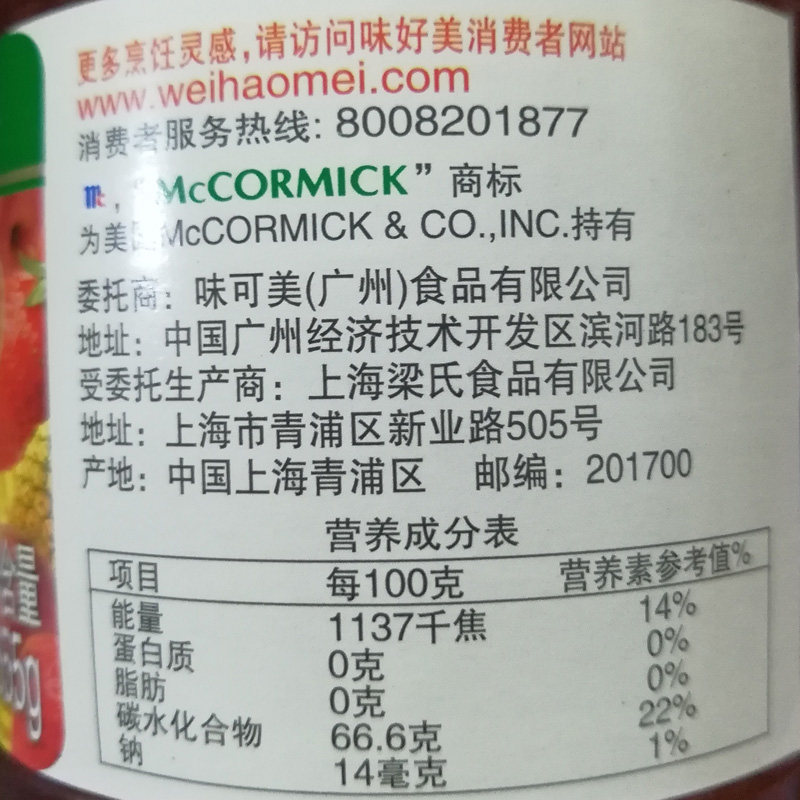 更多烹饪灵感,请访问味好美消费者网站
www.weihaomei.com
消费者服务热线: 8008201877
mc, “McCORMICK” 商标
为美国McCORMICK & CO.,INC.持有
委托商: 味可美(广州)食品有限公司
地址: 中国广州经济技术开发区滨河路183号
受委托生产商: 上海梁氏食品有限公司
地址: 上海市青浦区新业路505号
产地: 中国上海青浦区 邮编: 201700
营养成分表
项目 每100克 营养素参考值%
能量 1137千焦 14%
蛋白质 0克 0%
脂肪 0克 0%
碳水化合物 66.6克 22%
钠 14毫克 1%